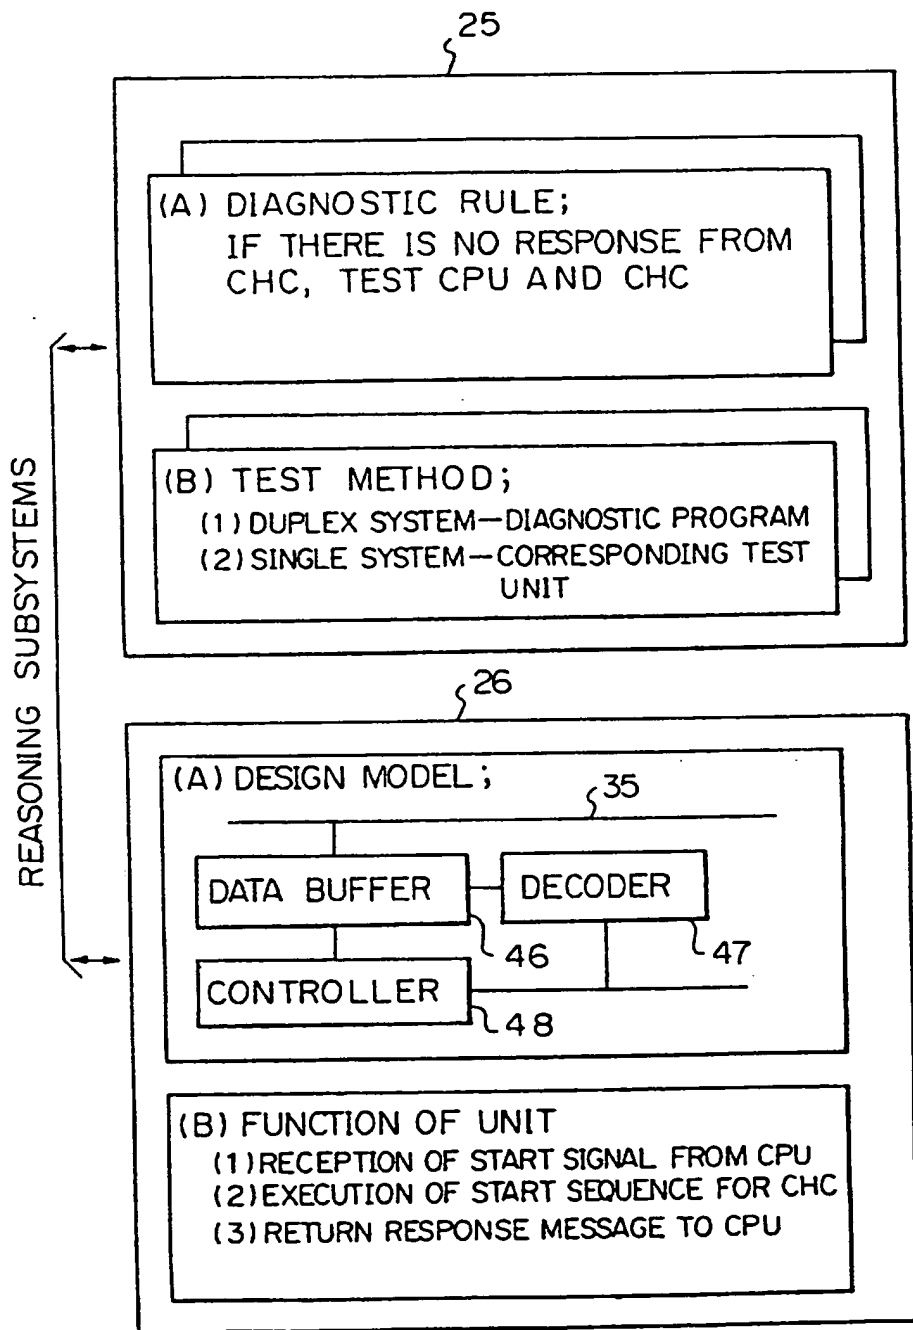 25
(A) DIAGNOSTIC RULE;
IF THERE IS NO RESPONSE FROM
CHC, TEST CPU AND CHC
(B) TEST METHOD;
(1) DUPLEX SYSTEM—DIAGNOSTIC PROGRAM
(2) SINGLE SYSTEM—CORRESPONDING TEST
UNIT
REASONING SUBSYSTEMS
26
(A) DESIGN MODEL;
35
DATA BUFFER
DECODER
46
47
CONTROLLER
48
(B) FUNCTION OF UNIT
(1) RECEPTION OF START SIGNAL FROM CPU
(2) EXECUTION OF START SEQUENCE FOR CHC
(3) RETURN RESPONSE MESSAGE TO CPU